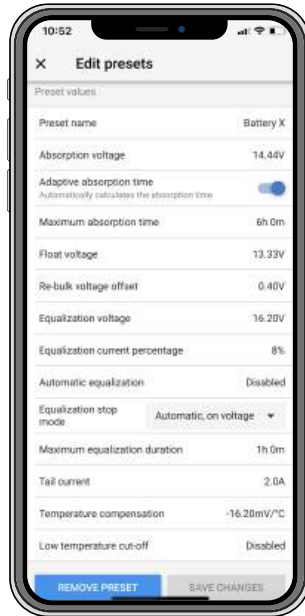 10:52
× Edit presets
Preset values
Preset name Battery X
Absorption voltage 14.44V
Adaptive absorption time
Automatically calculates the absorption time
Maximum absorption time 6h 0m
Float voltage 13.33V
Re-bulk voltage offset 0.40V
Equalization voltage 16.20V
Equalization current percentage 8%
Automatic equalization Disabled
Equalization stop mode Automatic, on voltage
Maximum equalization duration 1h 0m
Tail current 2.0A
Temperature compensation -16.20mV/°C
Low temperature cut-off Disabled
REMOVE PRESET SAVE CHANGES